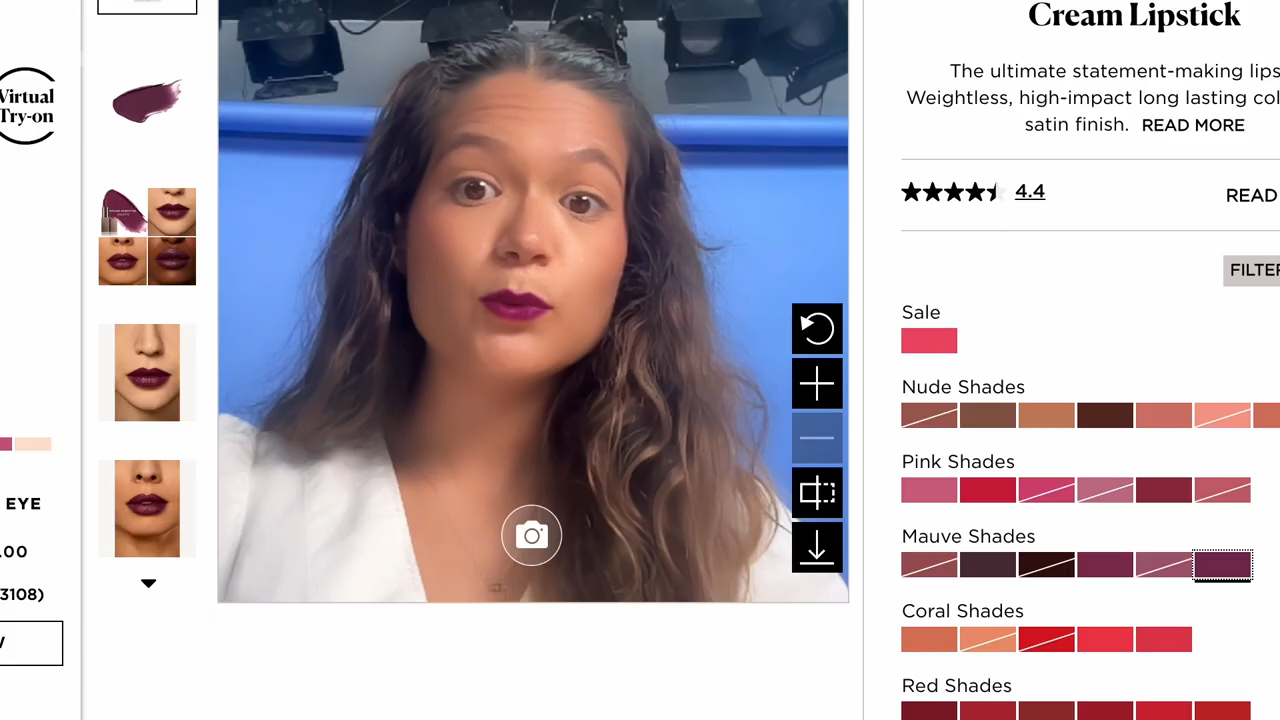 Virtual
Try-on
EYE
.00
3108)
Cream Lipstick
The ultimate statement-making lips
Weightless, high-impact long lasting col
satin finish. READ MORE
4.4
READ
FILTER
Sale
Nude Shades
Pink Shades
Mauve Shades
Coral Shades
Red Shades